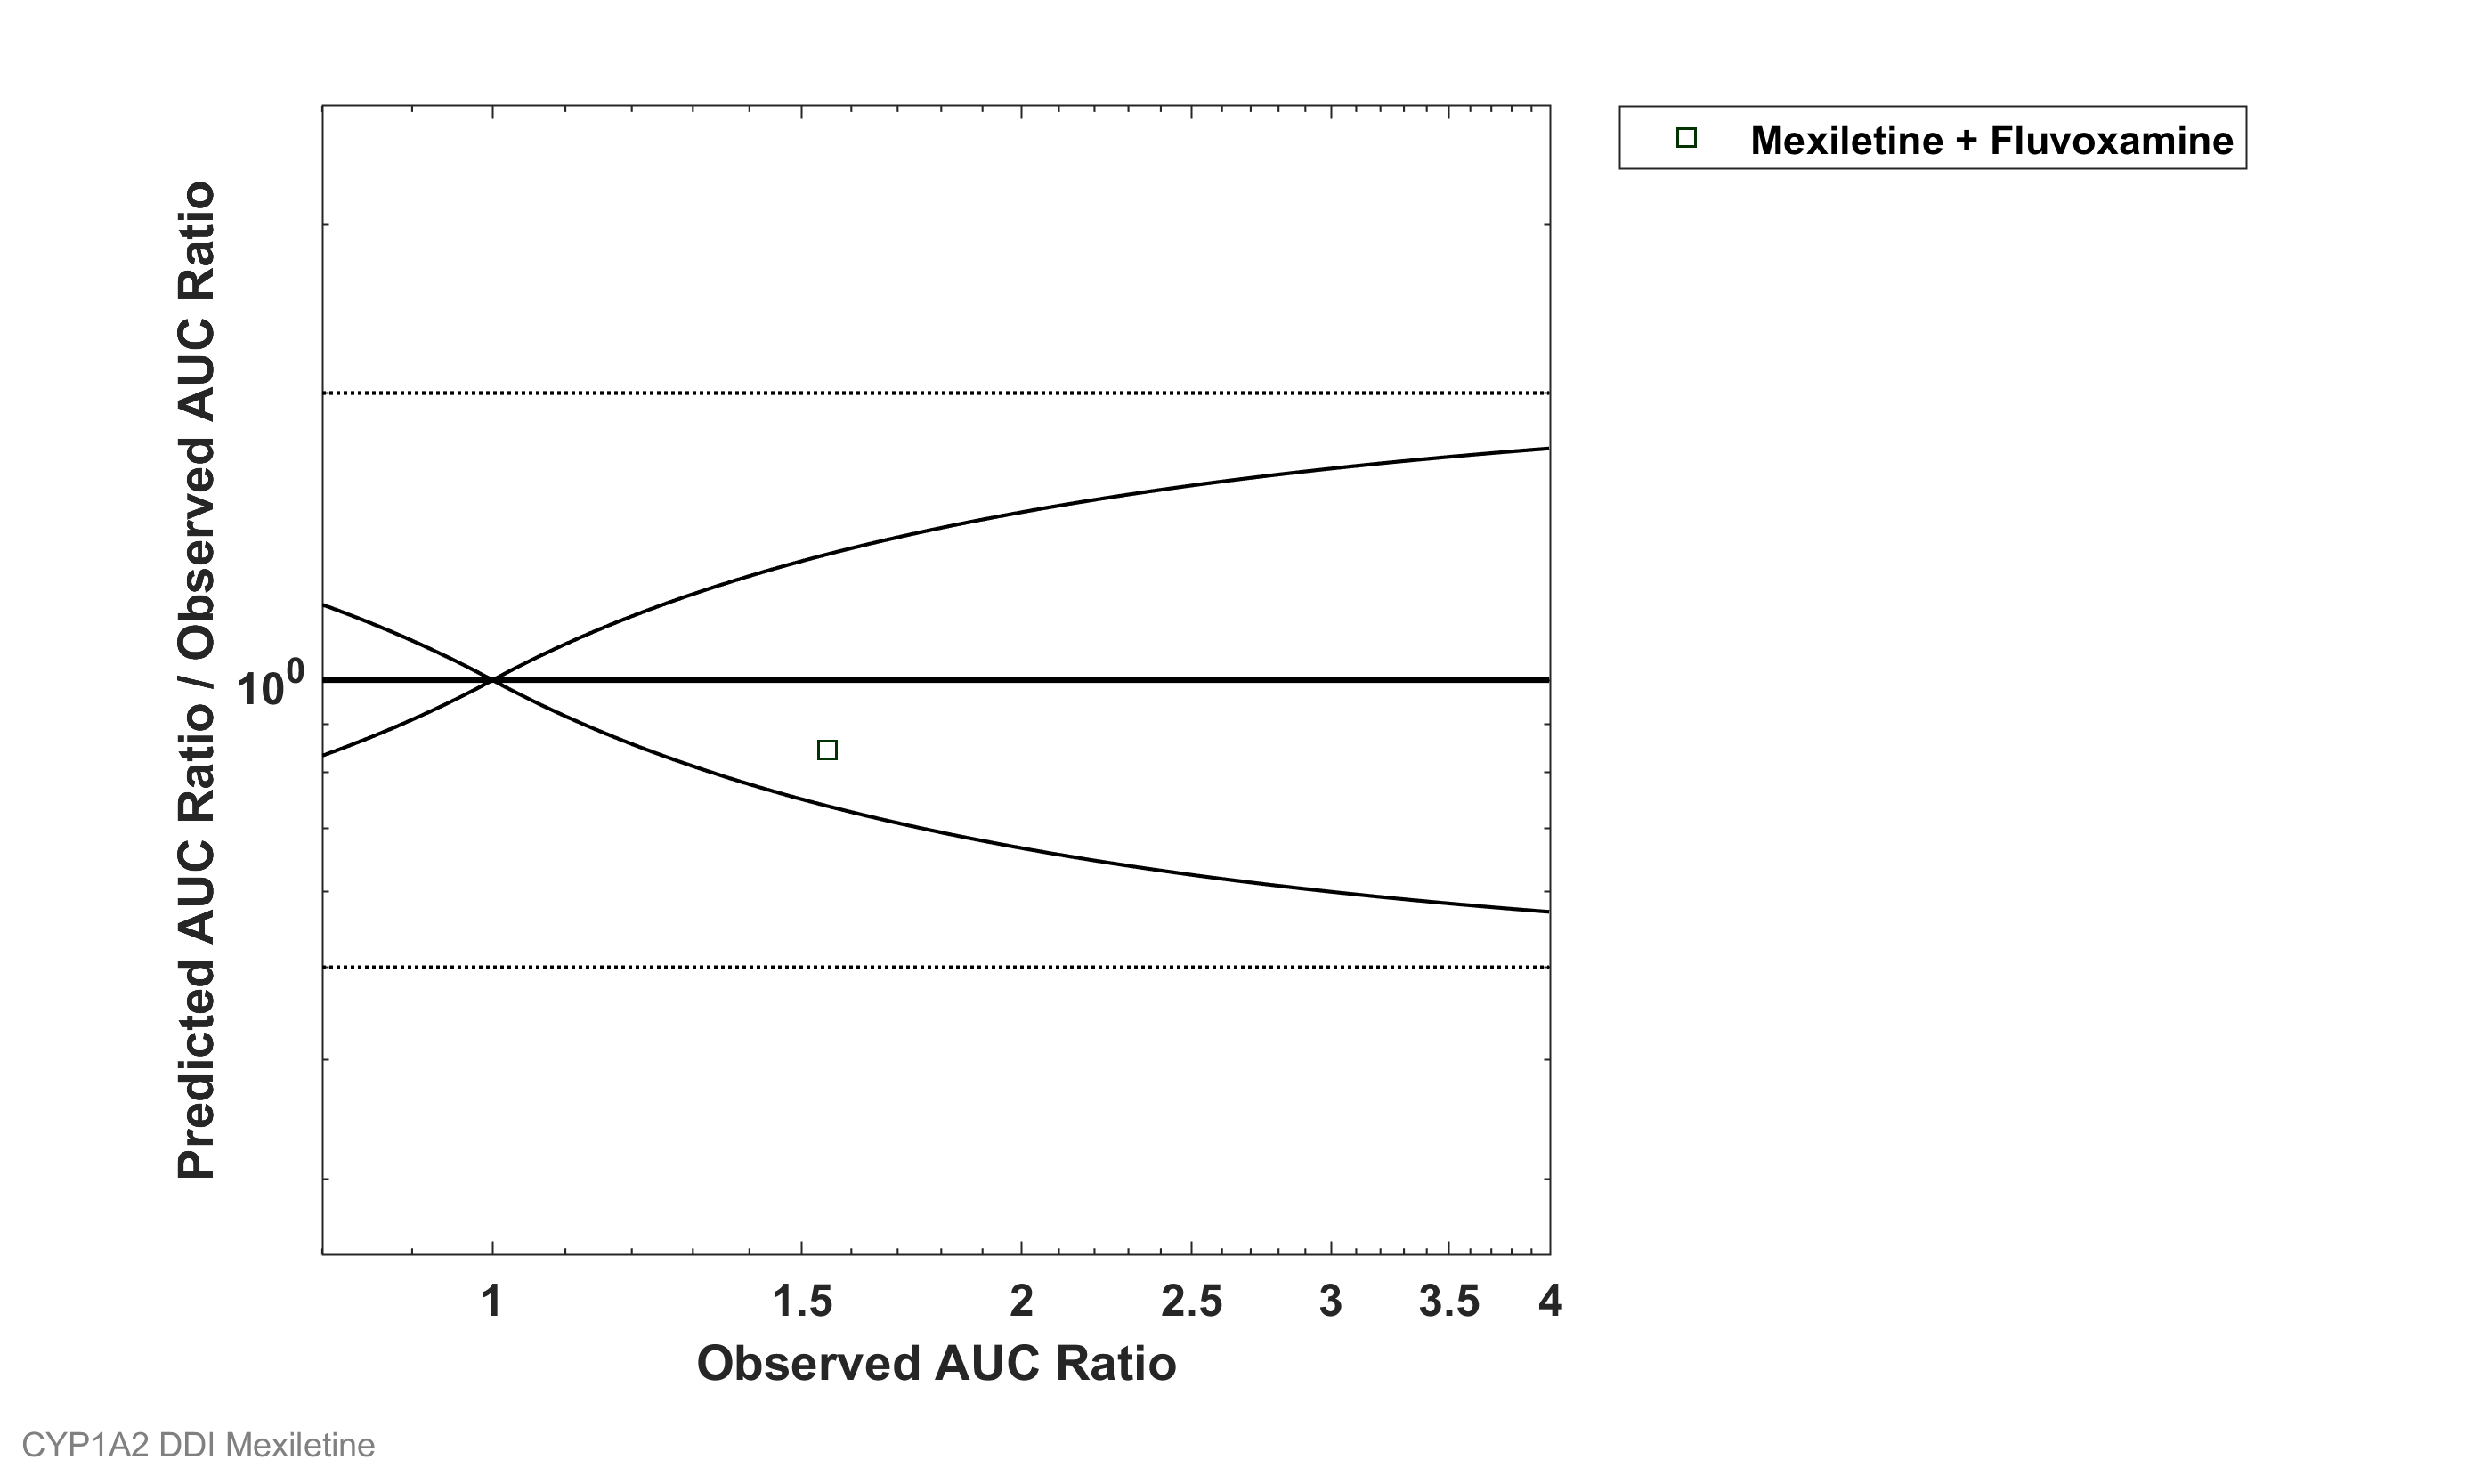 Mexiletine + Fluvoxamine
Predicted AUC Ratio / Observed AUC Ratio
10⁰
1 1.5 2 2.5 3 3.5 4
Observed AUC Ratio
CYP1A2 DDI Mexiletine